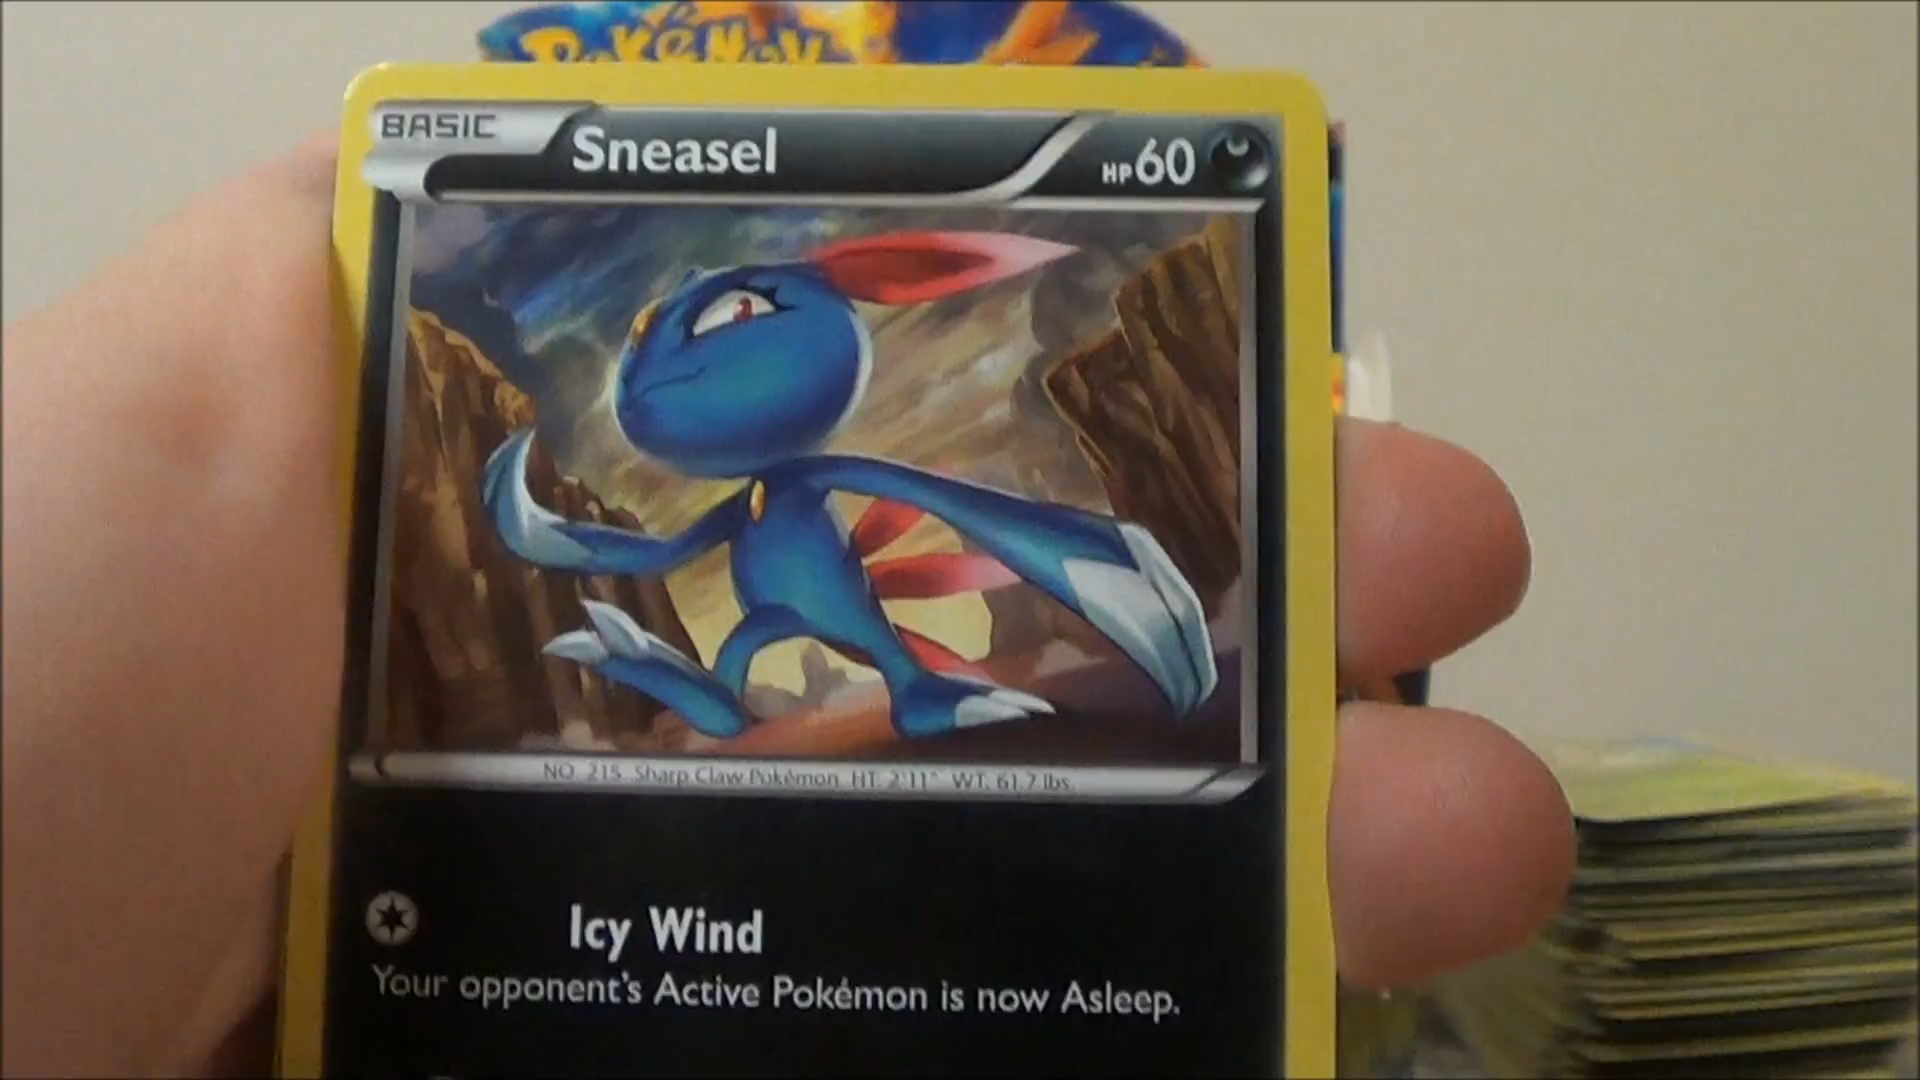 Pokémon
BASIC
Sneasel
HP60
NO. 215 Sharp Claw Pokémon HT. 2'11" WT. 61.7 lbs.
Icy Wind
Your opponent's Active Pokémon is now Asleep.